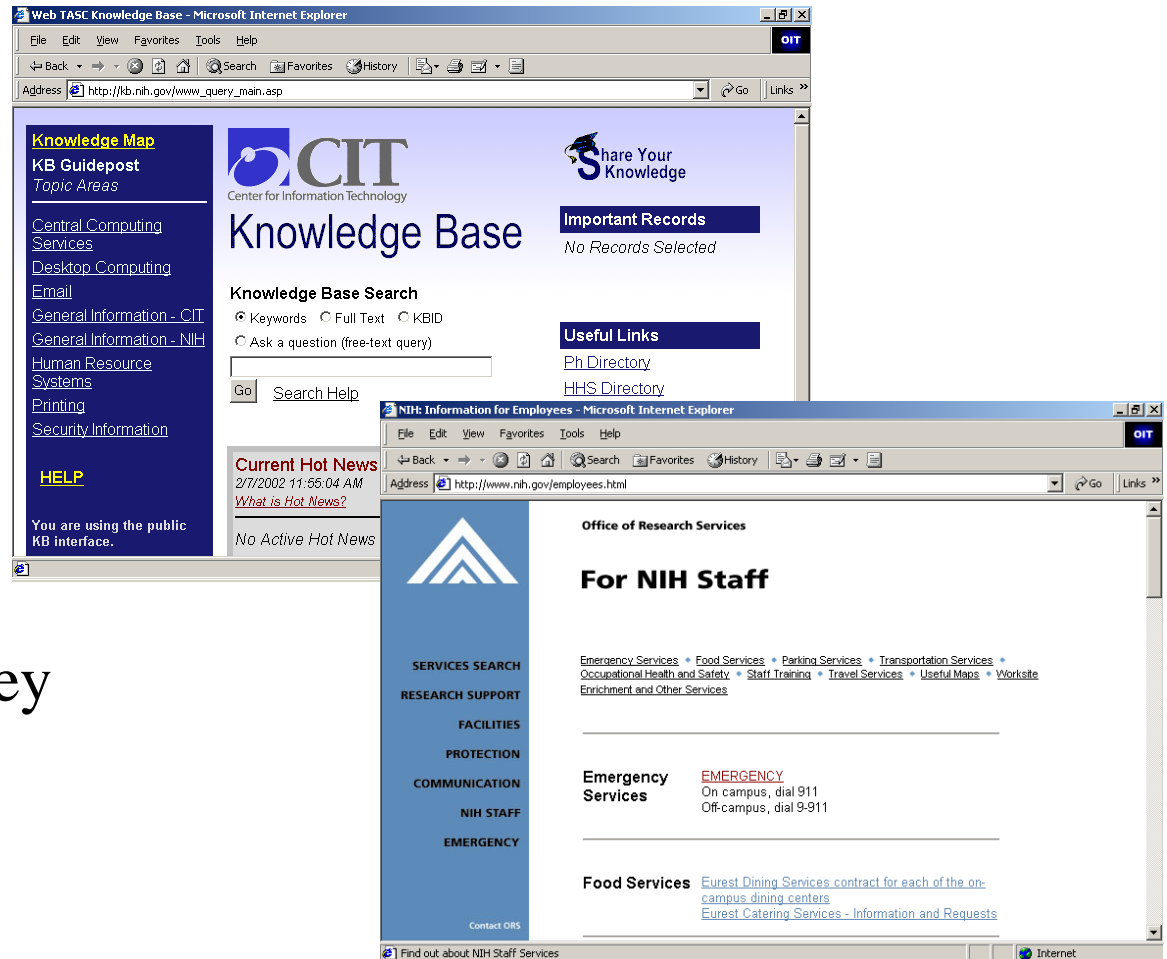 Web TASC Knowledge Base - Microsoft Internet Explorer
File Edit View Favorites Tools Help
OIT
Back Search Favorites History
Address http://kb.nih.gov/www_query_main.asp Go Links »
Knowledge Map
KB Guidepost
Topic Areas
Central Computing
Services
Desktop Computing
Email
General Information - CIT
General Information - NIH
Human Resource
Systems
Printing
Security Information
HELP
You are using the public
KB interface.
CIT
Center for Information Technology
Knowledge Base
Knowledge Base Search
Keywords Full Text KBID
Ask a question (free-text query)
Go Search Help
Current Hot News
2/7/2002 11:55:04 AM
What is Hot News?
No Active Hot News
Share Your
Knowledge
Important Records
No Records Selected
Useful Links
Ph Directory
HHS Directory
ey
NIH: Information for Employees - Microsoft Internet Explorer
File Edit View Favorites Tools Help
OIT
Back Search Favorites History
Address http://www.nih.gov/employees.html Go Links »
SERVICES SEARCH
RESEARCH SUPPORT
FACILITIES
PROTECTION
COMMUNICATION
NIH STAFF
EMERGENCY
Contact ORS
Office of Research Services
For NIH Staff
Emergency Services • Food Services • Parking Services • Transportation Services •
Occupational Health and Safety • Staff Training • Travel Services • Useful Maps • Worksite
Enrichment and Other Services
Emergency
Services
EMERGENCY
On campus, dial 911
Off-campus, dial 9-911
Food Services
Eurest Dining Services contract for each of the on-
campus dining centers
Eurest Catering Services - Information and Requests
Find out about NIH Staff Services
Internet